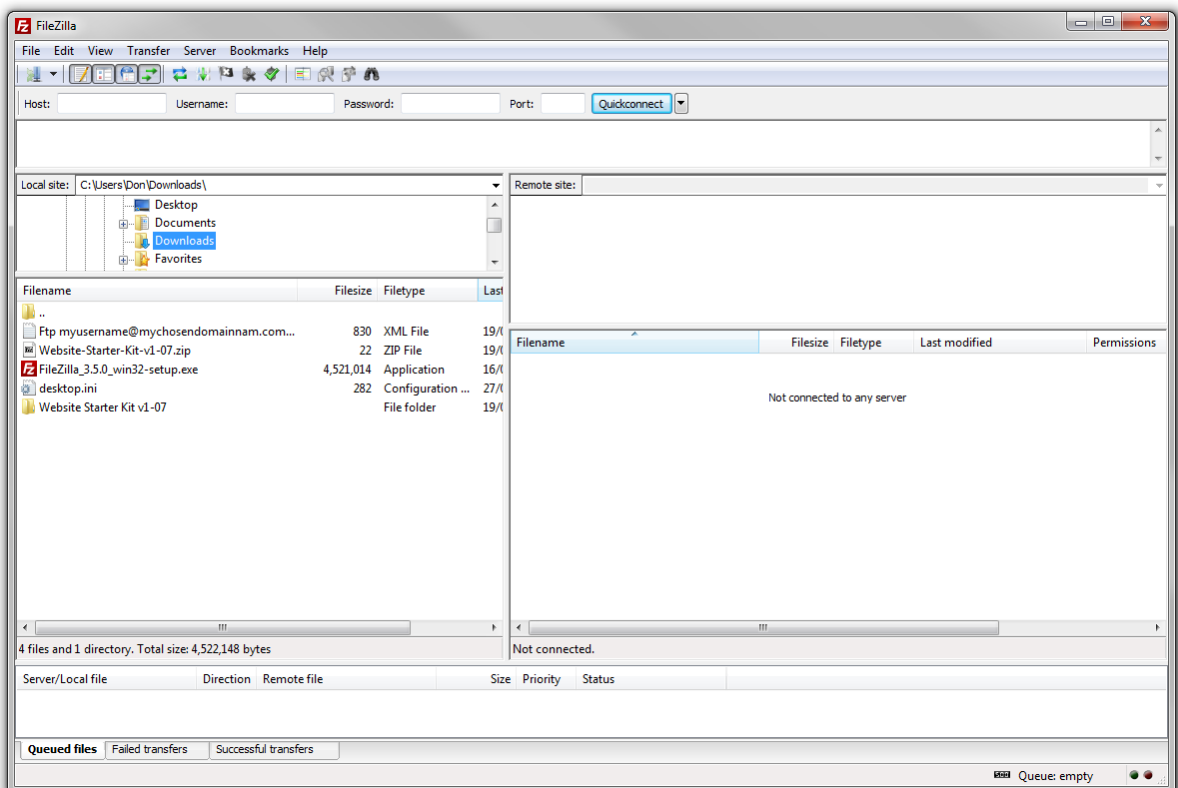 FileZilla
File Edit View Transfer Server Bookmarks Help
Host: Username: Password: Port: Quickconnect
Local site: C:\Users\Don\Downloads\ Remote site:
Desktop
Documents
Downloads
Favorites
Filename Filesize Filetype Last
..
Ftp myusername@mychosendomainnam.com... 830 XML File 19/0
Website-Starter-Kit-v1-07.zip 22 ZIP File 19/0
FileZilla_3.5.0_win32-setup.exe 4,521,014 Application 16/0
desktop.ini 282 Configuration ... 27/0
Website Starter Kit v1-07 File folder 19/0
4 files and 1 directory. Total size: 4,522,148 bytes
Filename Filesize Filetype Last modified Permissions
Not connected to any server
Not connected.
Server/Local file Direction Remote file Size Priority Status
Queued files Failed transfers Successful transfers
Queue: empty